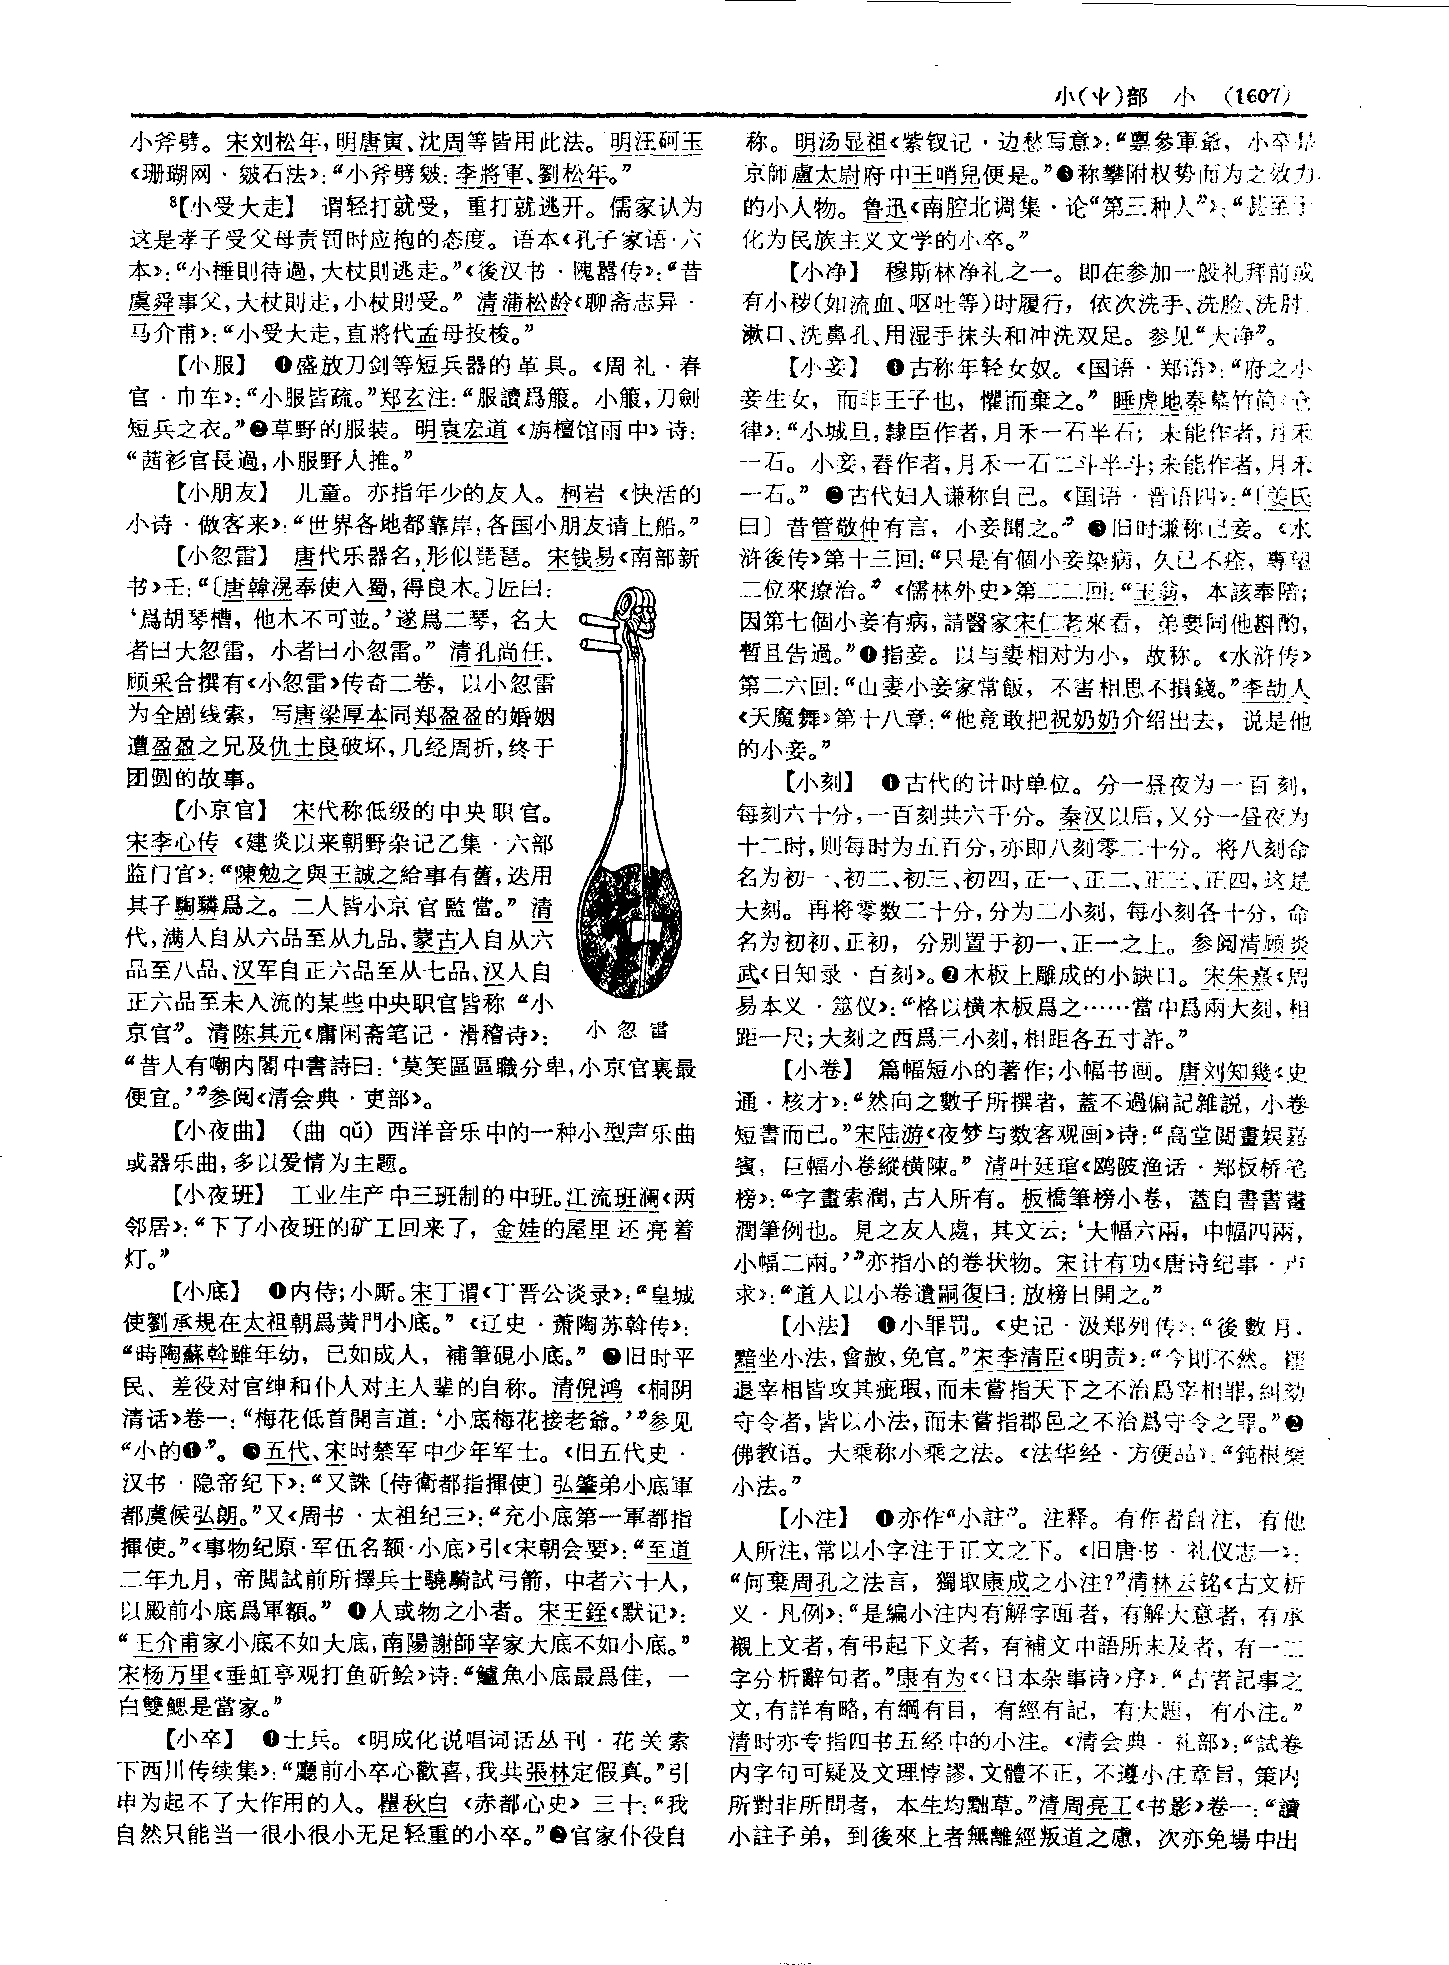 小(⺌)部　小　(1607)
小斧劈。宋刘松年,明唐寅、沈周等皆用此法。明汪砢玉
《珊瑚网·皴石法》:“小斧劈皴:李將軍、劉松年。”
⁸【小受大走】　谓轻打就受，重打就逃开。儒家认为
这是孝子受父母责罚时应抱的态度。语本《孔子家语·六
本》:“小棰則待過,大杖則逃走。”《後汉书·隗嚣传》:“昔
虞舜事父,大杖則走,小杖則受。”清蒲松龄《聊斋志异·
马介甫》:“小受大走,直將代孟母投梭。”
【小服】　❶盛放刀剑等短兵器的革具。《周礼·春
官·巾车》:“小服皆疏。”郑玄注:“服讀爲箙。小箙,刀劍
短兵之衣。”❷草野的服装。明袁宏道《旃檀馆雨中》诗:
“茜衫官長過,小服野人推。”
【小朋友】　儿童。亦指年少的友人。柯岩《快活的
小诗·做客来》:“世界各地都靠岸,各国小朋友请上船。”
【小忽雷】　唐代乐器名,形似琵琶。宋钱易《南部新
书》壬:“〔唐韓滉奉使入蜀,得良木。〕匠曰:
‘爲胡琴槽，他木不可並。’遂爲二琴，名大
者曰大忽雷，小者曰小忽雷。”清孔尚任、
顾采合撰有《小忽雷》传奇二卷，以小忽雷
为全剧线索，写唐梁厚本同郑盈盈的婚姻
遭盈盈之兄及仇士良破坏,几经周折,终于
团圆的故事。
【小京官】　宋代称低级的中央职官。
宋李心传《建炎以来朝野杂记乙集·六部
监门官》:“陳勉之與王誠之給事有舊,迭用
其子騊驎爲之。二人皆小京官監當。”清
代,满人自从六品至从九品、蒙古人自从六
品至八品、汉军自正六品至从七品、汉人自
正六品至未入流的某些中央职官皆称“小
京官”。清陈其元《庸闲斋笔记·滑稽诗》:
“昔人有嘲内閣中書詩曰:‘莫笑區區職分卑,小京官裏最
便宜。’”参阅《清会典·吏部》。
小忽雷
【小夜曲】　(曲 qǔ) 西洋音乐中的一种小型声乐曲
或器乐曲,多以爱情为主题。
【小夜班】　工业生产中三班制的中班。江流班澜《两
邻居》:“下了小夜班的矿工回来了，金娃的屋里还亮着
灯。”
【小底】　❶内侍;小厮。宋丁谓《丁晋公谈录》:“皇城
使劉承規在太祖朝爲黄門小底。”《辽史·萧陶苏斡传》:
“時陶蘇斡雖年幼，已如成人，補筆硯小底。”❷旧时平
民、差役对官绅和仆人对主人辈的自称。清倪鸿《桐阴
清话》卷一:“梅花低首開言道:‘小底梅花接老爺。’”参见
“小的❶”。❸五代、宋时禁军中少年军士。《旧五代史·
汉书·隐帝纪下》:“又誅〔侍衛都指揮使〕弘肇弟小底軍
都虞候弘朗。”又《周书·太祖纪三》:“充小底第一軍都指
揮使。”《事物纪原·军伍名额·小底》引《宋朝会要》:“至道
二年九月，帝閲試前所擇兵士驍騎試弓箭，中者六十人，
以殿前小底爲軍額。”❹人或物之小者。宋王銍《默记》:
“王介甫家小底不如大底,南陽謝師宰家大底不如小底。”
宋杨万里《垂虹亭观打鱼斫鲙》诗:“鱸魚小底最爲佳，一
白雙鰓是當家。”
【小卒】　❶士兵。《明成化说唱词话丛刊·花关索
下西川传续集》:“廳前小卒心歡喜,我共張林定假真。”引
申为起不了大作用的人。瞿秋白《赤都心史》三十:“我
自然只能当一很小很小无足轻重的小卒。”❷官家仆役自
称。明汤显祖《紫钗记·边愁写意》:“稟參軍爺，小卒是
京師盧太尉府中王哨兒便是。”❸称攀附权势而为之效力
的小人物。鲁迅《南腔北调集·论“第三种人”》:“甚至于
化为民族主义文学的小卒。”
【小净】　穆斯林净礼之一。即在参加一般礼拜前或
有小秽(如流血、呕吐等)时履行，依次洗手、洗脸、洗肘、
漱口、洗鼻孔、用湿手抹头和冲洗双足。参见“大净”。
【小妾】　❶古称年轻女奴。《国语·郑语》:“府之小
妾生女，而非王子也，懼而棄之。”睡虎地秦墓竹简《仓
律》:“小城旦,隸臣作者,月禾一石半石；未能作者,月禾
一石。小妾,舂作者,月禾一石二斗半斗;未能作者,月禾
一石。”❷古代妇人谦称自己。《国语·晋语四》:“〔姜氏
曰〕昔管敬仲有言，小妾聞之。”❸旧时谦称己妾。《水
浒後传》第十三回:“只是有個小妾染病，久已不痊，專望
二位來療治。”《儒林外史》第二二回:“王翁，本該奉陪；
因第七個小妾有病,請醫家宋仁老來看，弟要同他斟酌，
暫且告過。”❹指妾。以与妻相对为小，故称。《水浒传》
第二六回:“山妻小妾家常飯，不害相思不損錢。”李劼人
《天魔舞》第十八章:“他竟敢把祝奶奶介绍出去，说是他
的小妾。”
【小刻】　❶古代的计时单位。分一昼夜为一百刻，
每刻六十分,一百刻共六千分。秦汉以后,又分一昼夜为
十二时,则每时为五百分,亦即八刻零二十分。将八刻命
名为初一、初二、初三、初四,正一、正二、正三、正四,这是
大刻。再将零数二十分,分为二小刻，每小刻各十分，命
名为初初、正初，分别置于初一、正一之上。参阅清顾炎
武《日知录·百刻》。❷木板上雕成的小缺口。宋朱熹《周
易本义·筮仪》:“格以横木板爲之……當中爲兩大刻,相
距一尺;大刻之西爲三小刻,相距各五寸許。”
【小卷】　篇幅短小的著作;小幅书画。唐刘知幾《史
通·核才》:“然向之數子所撰者，蓋不過偏記雜説，小卷
短書而已。”宋陆游《夜梦与数客观画》诗:“高堂閲畫娱嘉
賓，巨幅小卷縱横陳。”清叶廷琯《鸥陂渔话·郑板桥笔
榜》:“字畫索潤,古人所有。板橋筆榜小卷，蓋自書書畫
潤筆例也。見之友人處，其文云:‘大幅六兩，中幅四兩，
小幅二兩。’”亦指小的卷状物。宋计有功《唐诗纪事·卢
求》:“道人以小卷遺嗣復曰:放榜日開之。”
【小法】　❶小罪罚。《史记·汲郑列传》:“後數月，
黯坐小法,會赦,免官。”宋李清臣《明责》:“今則不然。罷
退宰相皆攻其疵瑕,而未嘗指天下之不治爲宰相罪,糾劾
守令者,皆以小法,而未嘗指郡邑之不治爲守令之罪。”❷
佛教语。大乘称小乘之法。《法华经·方便品》:“鈍根樂
小法。”
【小注】　❶亦作“小註”。注释。有作者自注，有他
人所注,常以小字注于正文之下。《旧唐书·礼仪志一》:
“何棄周孔之法言，獨取康成之小注?”清林云铭《古文析
义·凡例》:“是編小注内有解字面者，有解大意者，有承
襯上文者,有弔起下文者，有補文中語所未及者，有一二
字分析辭句者。”康有为《〈日本杂事诗〉序》:“古者記事之
文,有詳有略,有綱有目，有經有記，有大題，有小注。”
清时亦专指四书五经中的小注。《清会典·礼部》:“試卷
内字句可疑及文理悖謬,文體不正，不遵小注章旨，策内
所對非所問者，本生均黜革。”清周亮工《书影》卷一:“讀
小註子弟，到後來上者無離經叛道之慮，次亦免場中出